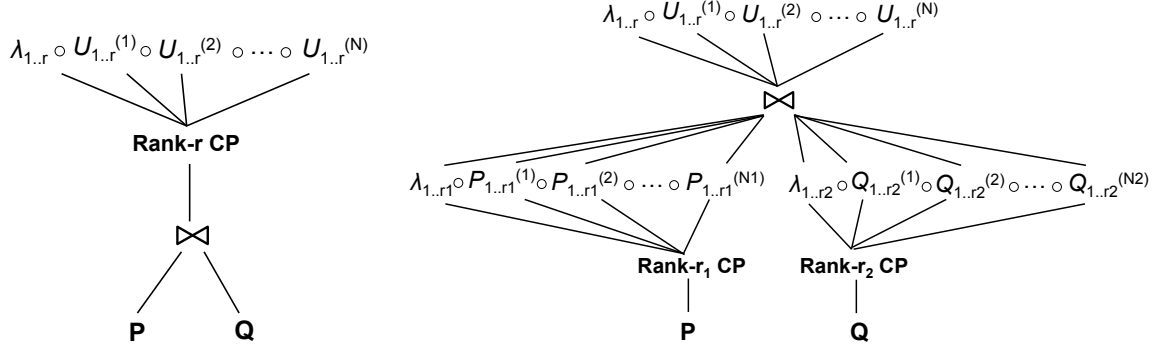 λ1..r ∘ U1..r(1) ∘ U1..r(2) ∘ ⋯ ∘ U1..r(N)
Rank-r CP
⋈
P Q
λ1..r ∘ U1..r(1) ∘ U1..r(2) ∘ ⋯ ∘ U1..r(N)
⋈
λ1..r1 ∘ P1..r1(1) ∘ P1..r1(2) ∘ ⋯ ∘ P1..r1(N1) λ1..r2 ∘ Q1..r2(1) ∘ Q1..r2(2) ∘ ⋯ ∘ Q1..r2(N2)
Rank-r1 CP Rank-r2 CP
P Q